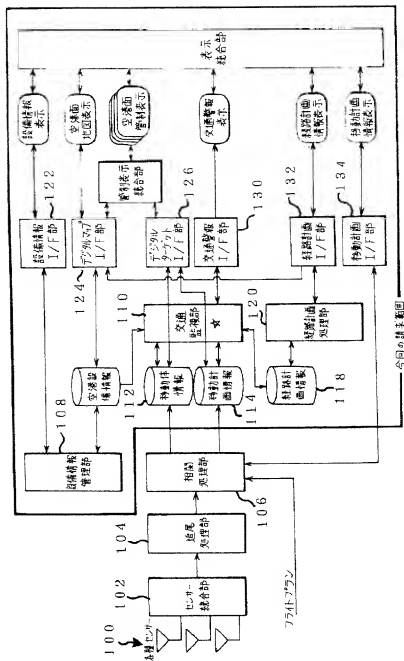 100
各種センサー
102
センサー
統合部
104
追尾
処理部
106
相関
処理部
フライトプラン
108
設備情報
管理部
空港設
備情報
112
移動体
情報
114
移動計
画情報
118
経路計
画情報
110
交通
監視部
★
120
経路計画
処理部
122
設備情報
I/F部
124
デジタルマップ
I/F部
126
デジタル
ターゲット
I/F部
130
交通警報
I/F部
132
経路計画
I/F部
134
移動計画
I/F部
管制表示
統合部
設備情報
表示
空港面
地図表示
空港面
管制表示
交通警報
表示
経路計画
情報表示
移動計画
情報表示
表示
統合部
今回の請求範囲